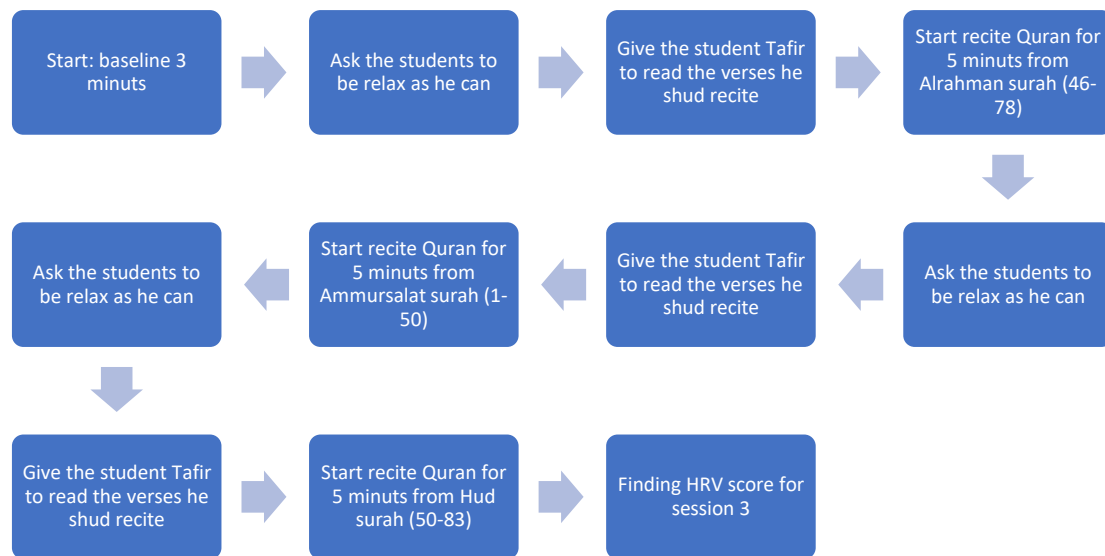 Start: baseline 3
minuts
Ask the students to
be relax as he can
Give the student Tafir
to read the verses he
shud recite
Start recite Quran for
5 minuts from
Alrahman surah (46-
78)
Ask the students to
be relax as he can
Give the student Tafir
to read the verses he
shud recite
Start recite Quran for
5 minuts from
Ammursalat surah (1-
50)
Ask the students to
be relax as he can
Give the student Tafir
to read the verses he
shud recite
Start recite Quran for
5 minuts from Hud
surah (50-83)
Finding HRV score for
session 3